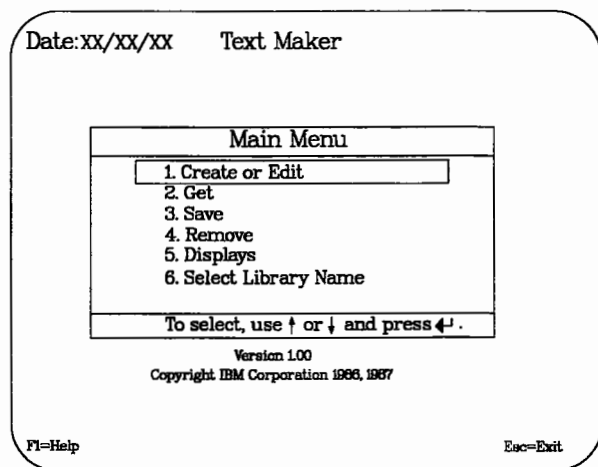 Date:XX/XX/XX Text Maker
Main Menu
1. Create or Edit
2. Get
3. Save
4. Remove
5. Displays
6. Select Library Name
To select, use ↑ or ↓ and press ↵.
Version 1.00
Copyright IBM Corporation 1986, 1987
F1=Help Esc=Exit